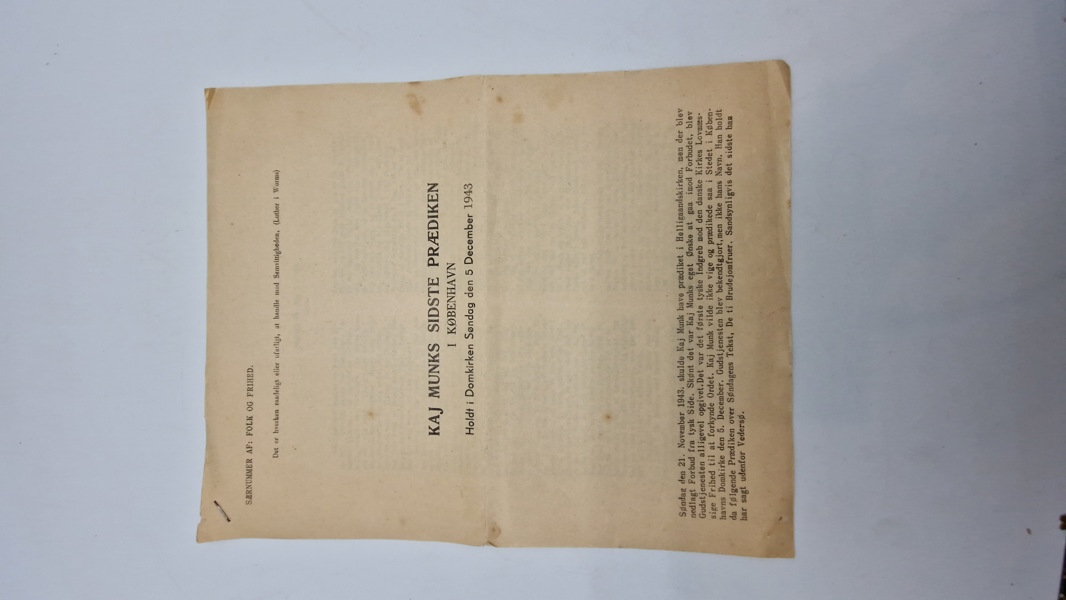 SÆRNUMMER AF: FOLK OG FRIHED.
Det er hverken raadeligt eller ufarligt, at handle mod Samvittigheden. (Luther i Worms)
KAJ MUNKS SIDSTE PRÆDIKEN
I KØBENHAVN
Holdt i Domkirken Søndag den 5 December 1943
Søndag den 21. November 1943. skulde Kaj Munk have prædiket i Helligaandskirken, men der blev
nedlagt Forbud fra tysk Side. Skønt det var Kaj Munks eget Ønske at gaa imod Forbudet, blev
Gudstjenesten alligevel opgivet.Det var det første tyske Indgreb mod den danske Kirkes Lovmæs-
sige Frihed til at forkynde Ordet. Kaj Munk vilde ikke vige og prædikede saa i Stedet i Køben-
havns Domkirke den 5. December. Gudstjenesten blev bekendtgjort,men ikke hans Navn. Han holdt
da følgende Prædiken over Søndagens Tekst, De ti Brudejomfruer. Sandsynligvis det sidste han
har sagt udenfor Vedersø.